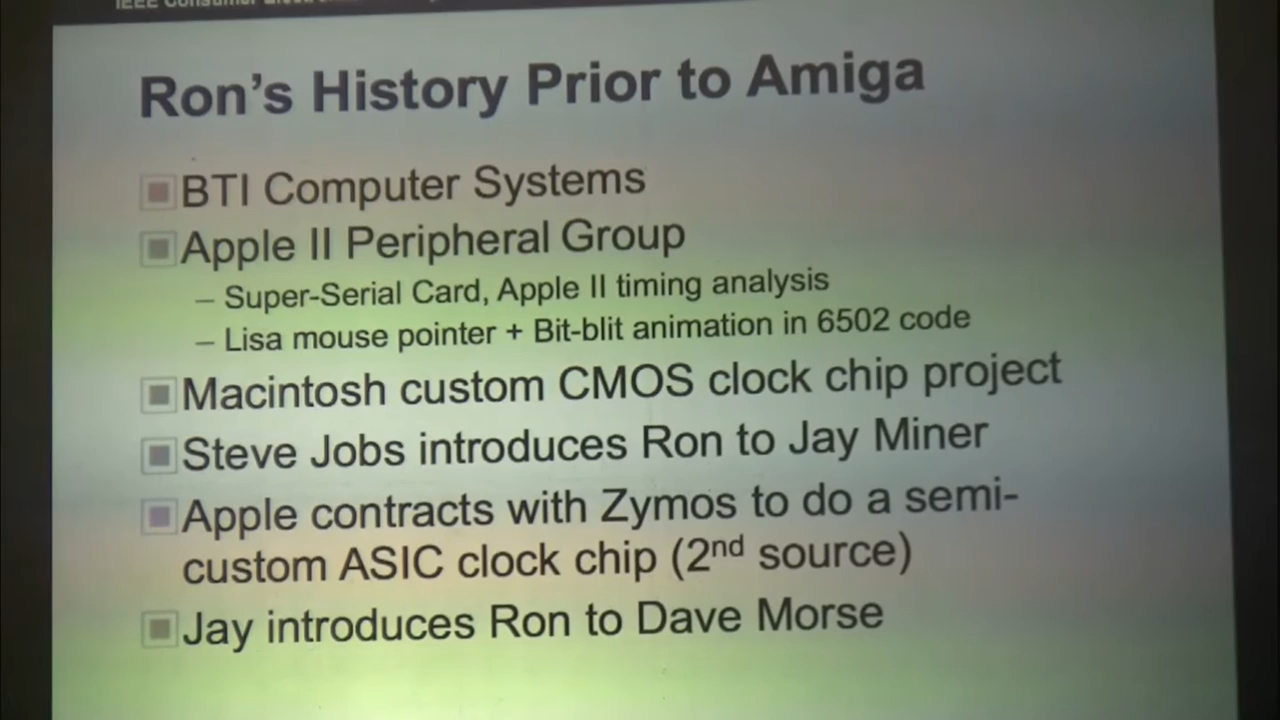 IEEE Consumer
Ron's History Prior to Amiga
BTI Computer Systems
Apple II Peripheral Group
– Super-Serial Card, Apple II timing analysis
– Lisa mouse pointer + Bit-blit animation in 6502 code
Macintosh custom CMOS clock chip project
Steve Jobs introduces Ron to Jay Miner
Apple contracts with Zymos to do a semi-
custom ASIC clock chip (2nd source)
Jay introduces Ron to Dave Morse